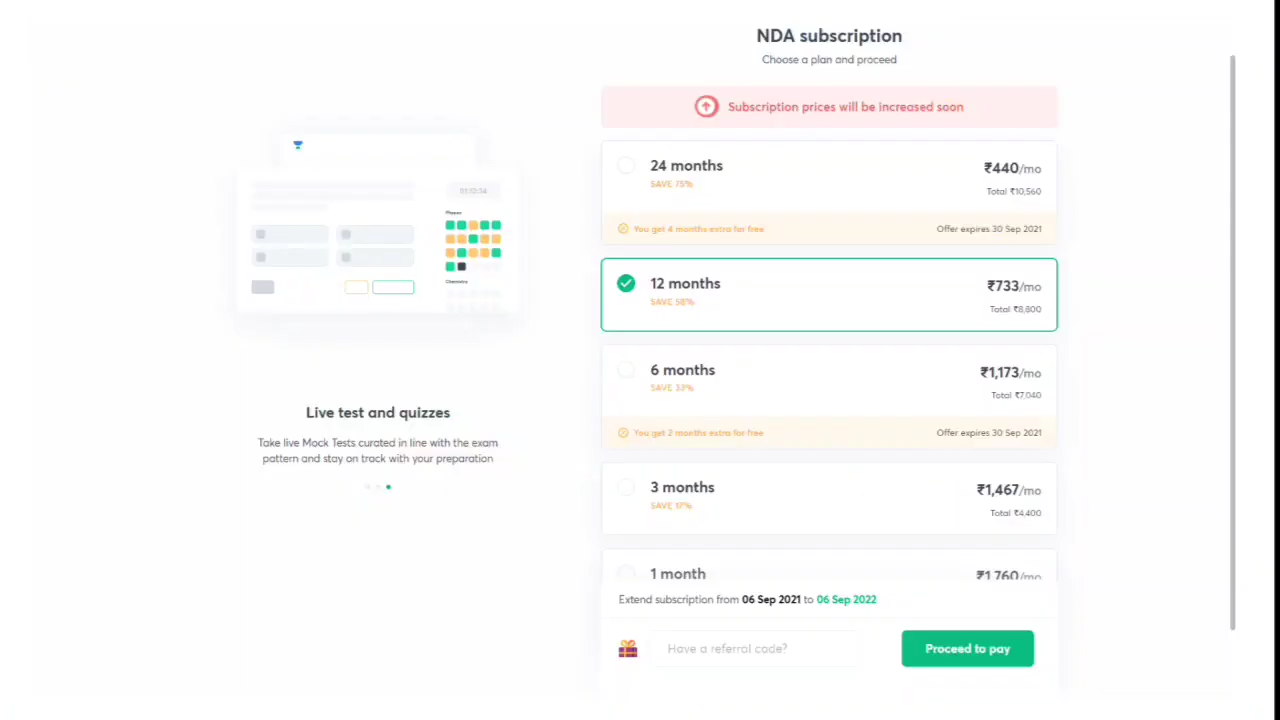 NDA subscription
Choose a plan and proceed
Subscription prices will be increased soon
24 months
₹440/mo
SAVE 75%
Total ₹10,560
You get 4 months extra for free
Offer expires 30 Sep 2021
12 months
₹733/mo
SAVE 58%
Total ₹8,800
6 months
₹1,173/mo
SAVE 33%
Total ₹7,040
You get 2 months extra for free
Offer expires 30 Sep 2021
3 months
₹1,467/mo
SAVE 17%
Total ₹4,400
1 month
₹1,760/mo
Extend subscription from 06 Sep 2021 to 06 Sep 2022
Have a referral code?
Proceed to pay
Physics
Chemistry
Live test and quizzes
Take live Mock Tests curated in line with the exam
pattern and stay on track with your preparation